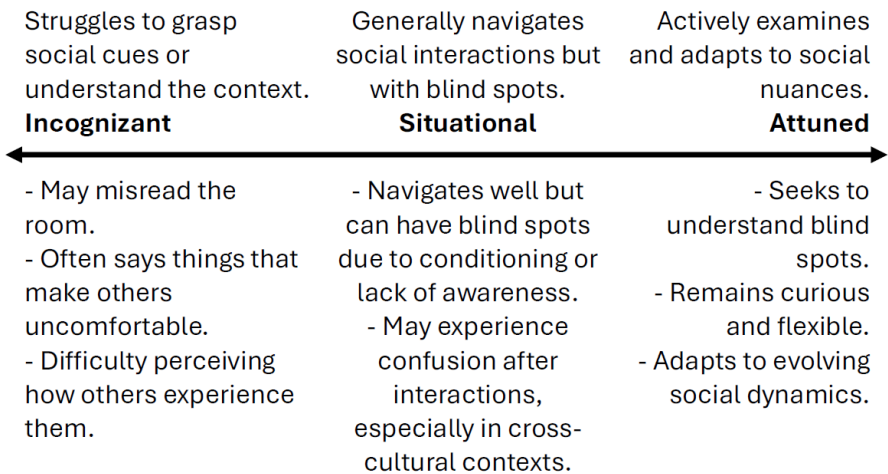 Struggles to grasp
social cues or
understand the context.
Incognizant
Generally navigates
social interactions but
with blind spots.
Situational
Actively examines
and adapts to social
nuances.
Attuned
- May misread the
room.
- Often says things that
make others
uncomfortable.
- Difficulty perceiving
how others experience
them.
- Navigates well but
can have blind spots
due to conditioning or
lack of awareness.
- May experience
confusion after
interactions,
especially in cross-
cultural contexts.
- Seeks to
understand blind
spots.
- Remains curious
and flexible.
- Adapts to evolving
social dynamics.